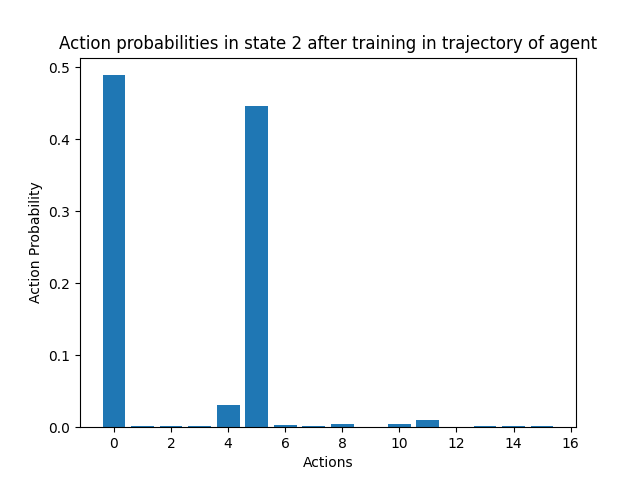 Action probabilities in state 2 after training in trajectory of agent
0.5
0.4
0.3
0.2
0.1
0.0
Action Probability
0 2 4 6 8 10 12 14 16
Actions